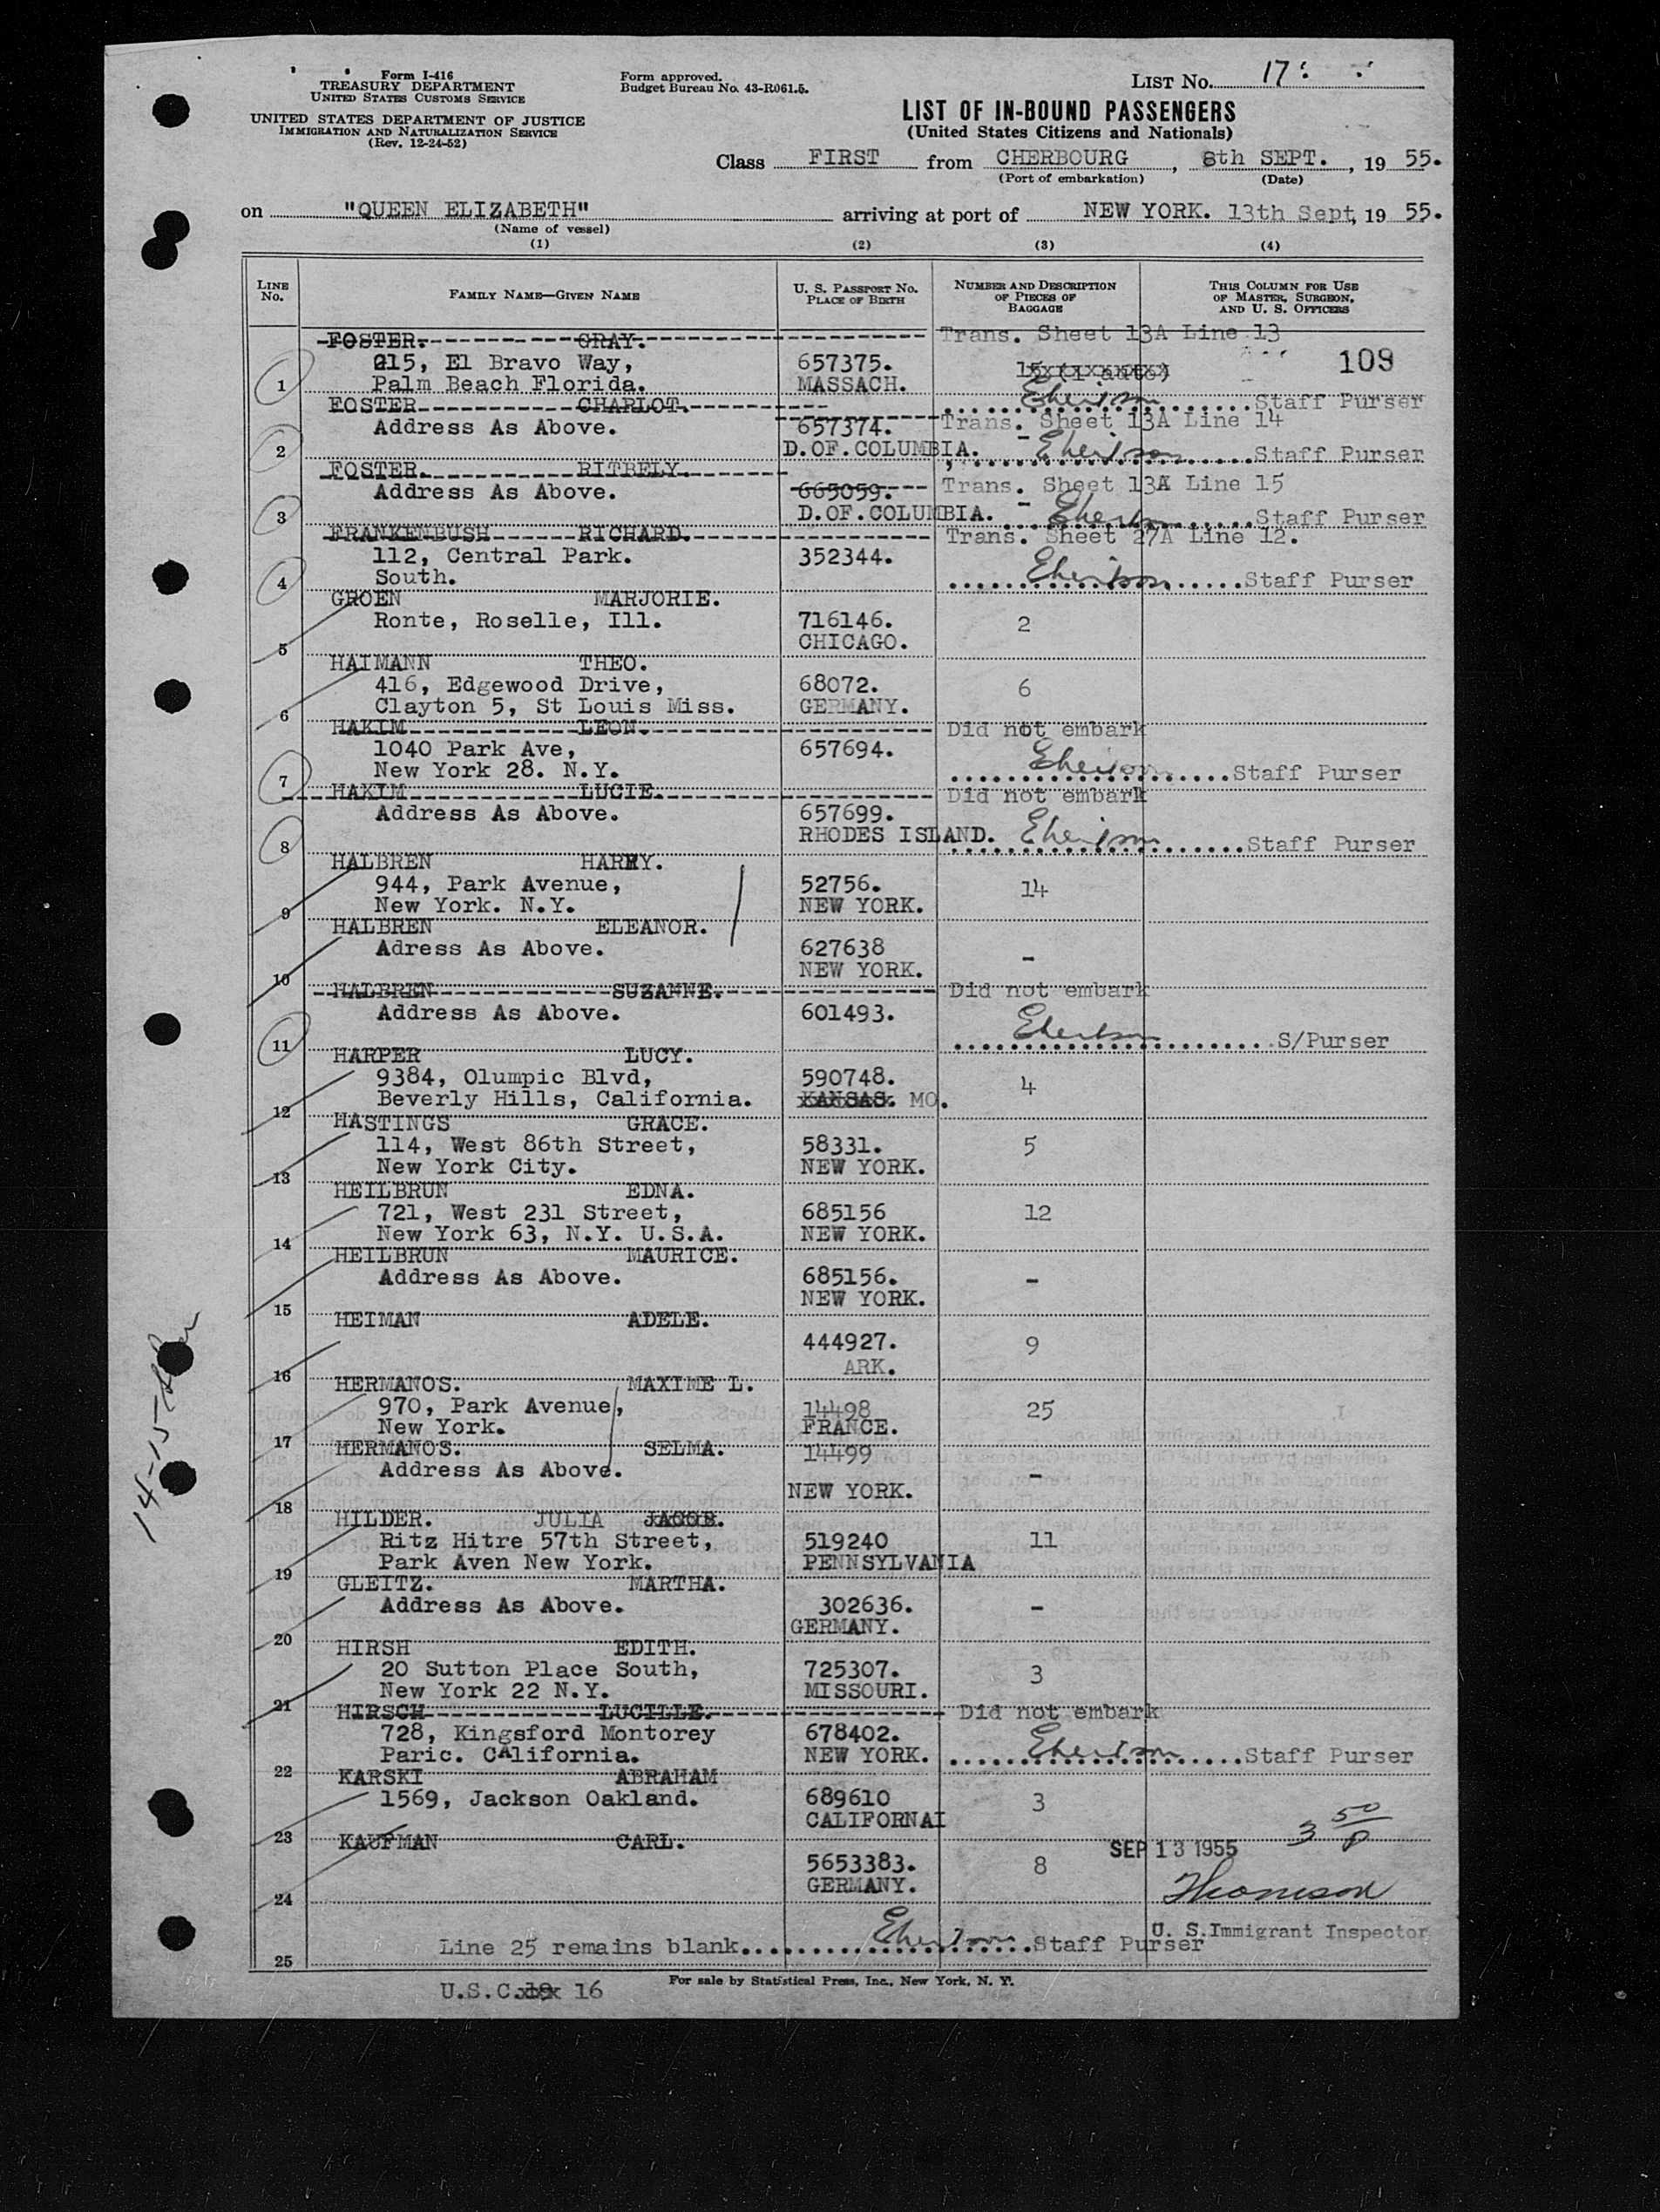 Form I-416
TREASURY DEPARTMENT
UNITED STATES CUSTOMS SERVICE
UNITED STATES DEPARTMENT OF JUSTICE
IMMIGRATION AND NATURALIZATION SERVICE
(Rev. 12-24-52)
Form approved.
Budget Bureau No. 43-R061.5.
LIST No. 17
LIST OF IN-BOUND PASSENGERS
(United States Citizens and Nationals)
Class FIRST from CHERBOURG, 8th SEPT., 19 55.
(Port of embarkation) (Date)
on "QUEEN ELIZABETH" arriving at port of NEW YORK. 13th Sept, 19 55.
(Name of vessel)
(1) (2) (3) (4)
LINE No. FAMILY NAME—GIVEN NAME U. S. PASSPORT No. PLACE OF BIRTH NUMBER AND DESCRIPTION OF PIECES OF BAGGAGE THIS COLUMN FOR USE OF MASTER, SURGEON, AND U. S. OFFICERS
FOSTER. GRAY. Trans. Sheet 13A Line 13
215, El Bravo Way, 657375. 109
1 Palm Beach Florida. MASSACH.
FOSTER CHARLOT. Staff Purser
Address As Above. 657374. Trans. Sheet 13A Line 14
2 D.OF.COLUMBIA. - Staff Purser
FOSTER. RITBELY.
Address As Above. 665059. Trans. Sheet 13A Line 15
3 D.OF.COLUMBIA. - Staff Purser
FRANKENBUSH RICHARD. Trans. Sheet 27A Line 12.
112, Central Park. 352344.
4 South. Staff Purser
GROEN MARJORIE.
Ronte, Roselle, Ill. 716146. 2
5 CHICAGO.
HAIMANN THEO.
416, Edgewood Drive, 68072. 6
6 Clayton 5, St Louis Miss. GERMANY.
HAKIM LEON. Did not embark
1040 Park Ave, 657694.
7 New York 28. N.Y. Staff Purser
HAKIM LUCIE. Did not embark
Address As Above. 657699.
8 RHODES ISLAND. Staff Purser
HALBREN HARRY.
944, Park Avenue, 52756. 14
9 New York. N.Y. NEW YORK.
HALBREN ELEANOR.
Adress As Above. 627638 -
10 NEW YORK.
HALBREN SUZANNE. Did not embark
Address As Above. 601493.
11 S/Purser
HARPER LUCY.
9384, Olumpic Blvd, 590748. 4
12 Beverly Hills, California. KANSAS. MO.
HASTINGS GRACE.
114, West 86th Street, 58331. 5
13 New York City. NEW YORK.
HEILBRUN EDNA.
721, West 231 Street, 685156 12
14 New York 63, N.Y. U.S.A. NEW YORK.
HEILBRUN MAURICE.
Address As Above. 685156. -
15 NEW YORK.
HEIMAN ADELE.
444927. 9
16 ARK.
HERMANOS. MAXIME L.
970, Park Avenue, 14498 25
17 New York. FRANCE.
HERMANOS. SELMA. 14499
Address As Above. -
18 NEW YORK.
HILDER. JULIA JACOB.
Ritz Hitre 57th Street, 519240 11
19 Park Aven New York. PENNSYLVANIA
GLEITZ. MARTHA.
Address As Above. 302636. -
20 GERMANY.
HIRSH EDITH.
20 Sutton Place South, 725307. 3
21 New York 22 N.Y. MISSOURI.
HIRSCH LUCILLE. Did not embark
728, Kingsford Montorey 678402.
22 Paric. CAlifornia. NEW YORK. Staff Purser
KARSKI ABRAHAM
1569, Jackson Oakland. 689610 3
23 CALIFORNAI
KAUFMAN CARL. SEP 13 1955 3 50/P
5653383. 8
24 GERMANY. Thomson
U. S. Immigrant Inspector
25 Line 25 remains blank. Staff Purser
For sale by Statistical Press, Inc., New York, N. Y.
U.S.C. 16
14-15